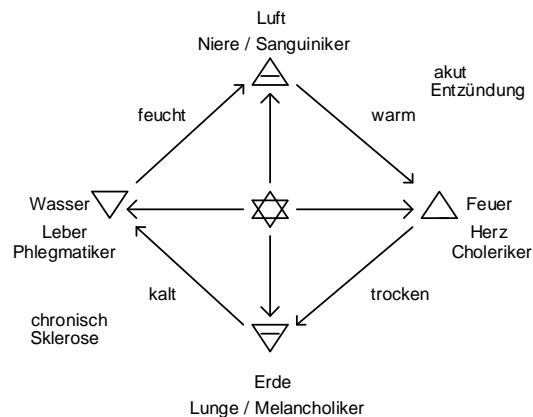 Luft
Niere / Sanguiniker
akut
Entzündung
feucht
warm
Wasser
Feuer
Leber
Phlegmatiker
Herz
Choleriker
kalt
trocken
chronisch
Sklerose
Erde
Lunge / Melancholiker